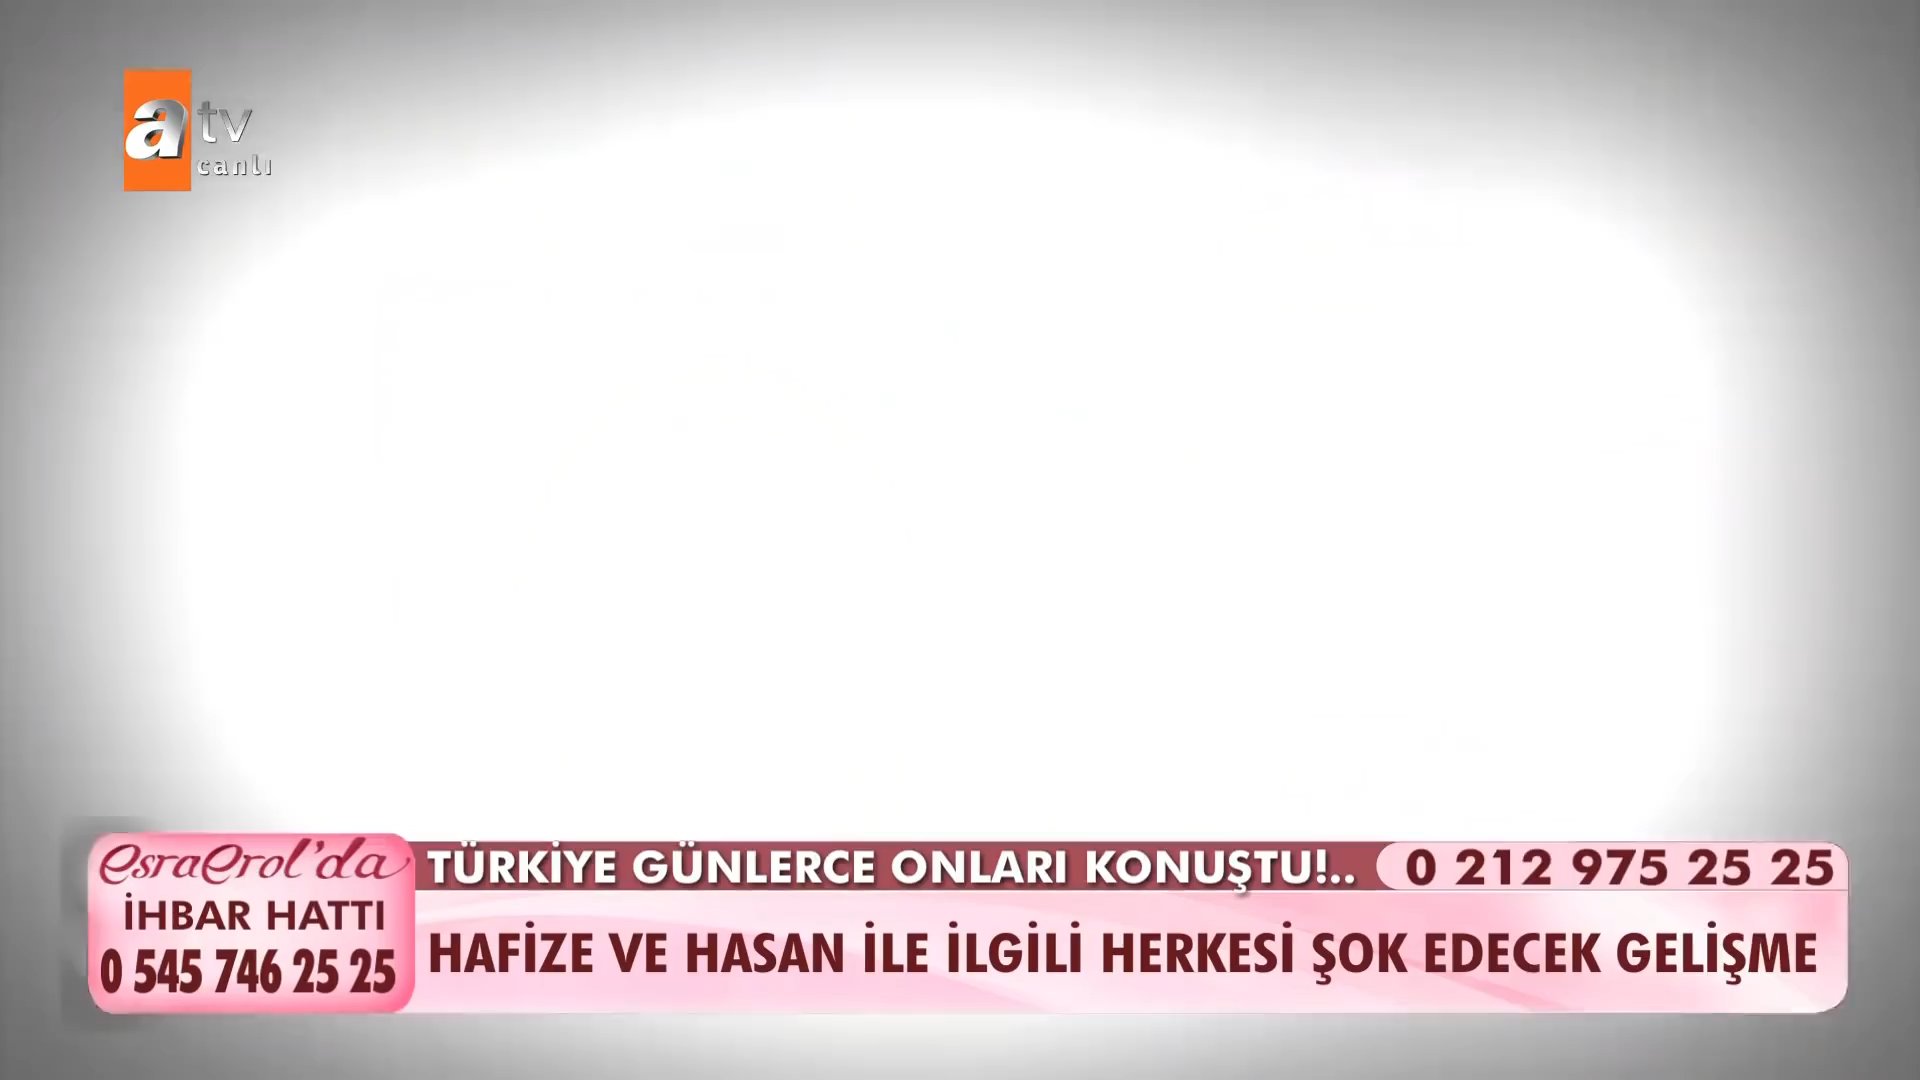 atv
canlı
esraerol'da
İHBAR HATTI
0 545 746 25 25
TÜRKİYE GÜNLERCE ONLARI KONUŞTU!..
0 212 975 25 25
HAFİZE VE HASAN İLE İLGİLİ HERKESİ ŞOK EDECEK GELİŞME